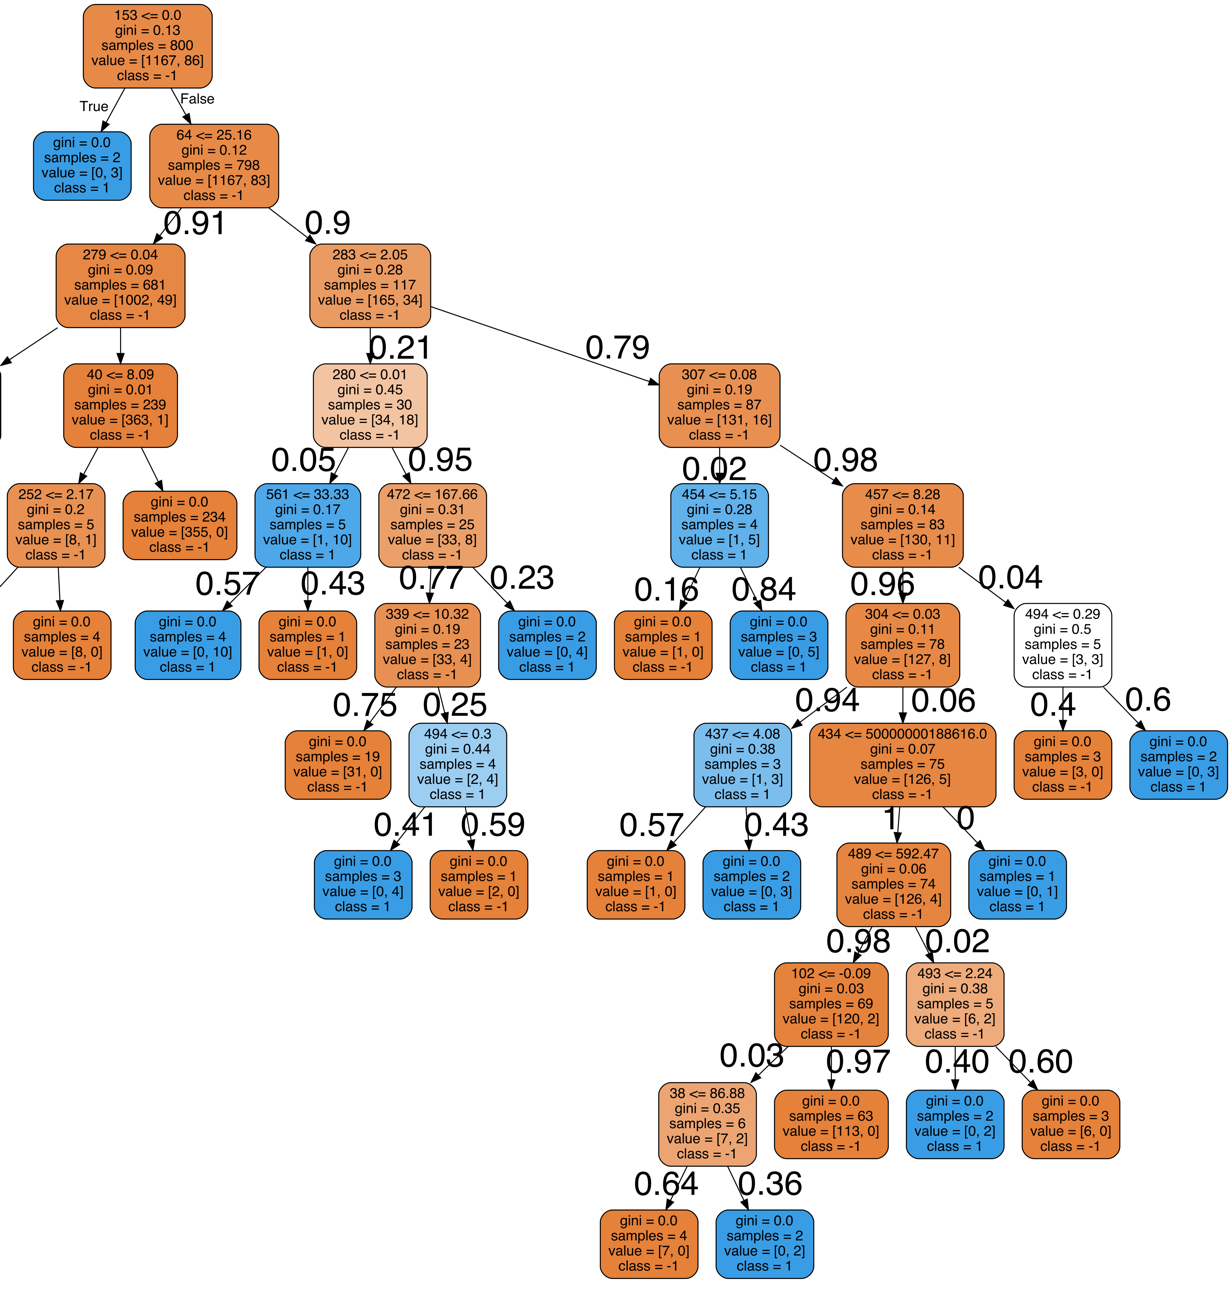 153 <= 0.0
gini = 0.13
samples = 800
value = [1167, 86]
class = -1
True
False
gini = 0.0
samples = 2
value = [0, 3]
class = 1
64 <= 25.16
gini = 0.12
samples = 798
value = [1167, 83]
class = -1
0.91
0.9
279 <= 0.04
gini = 0.09
samples = 681
value = [1002, 49]
class = -1
283 <= 2.05
gini = 0.28
samples = 117
value = [165, 34]
class = -1
0.21
0.79
40 <= 8.09
gini = 0.01
samples = 239
value = [363, 1]
class = -1
280 <= 0.01
gini = 0.45
samples = 30
value = [34, 18]
class = -1
307 <= 0.08
gini = 0.19
samples = 87
value = [131, 16]
class = -1
0.05
0.95
0.02
0.98
252 <= 2.17
gini = 0.2
samples = 5
value = [8, 1]
class = -1
gini = 0.0
samples = 234
value = [355, 0]
class = -1
561 <= 33.33
gini = 0.17
samples = 5
value = [1, 10]
class = 1
472 <= 167.66
gini = 0.31
samples = 25
value = [33, 8]
class = -1
454 <= 5.15
gini = 0.28
samples = 4
value = [1, 5]
class = 1
457 <= 8.28
gini = 0.14
samples = 83
value = [130, 11]
class = -1
0.57
0.43
0.77
0.23
0.16
0.84
0.96
0.04
gini = 0.0
samples = 4
value = [8, 0]
class = -1
gini = 0.0
samples = 4
value = [0, 10]
class = 1
gini = 0.0
samples = 1
value = [1, 0]
class = -1
339 <= 10.32
gini = 0.19
samples = 23
value = [33, 4]
class = -1
gini = 0.0
samples = 2
value = [0, 4]
class = 1
gini = 0.0
samples = 1
value = [1, 0]
class = -1
gini = 0.0
samples = 3
value = [0, 5]
class = 1
304 <= 0.03
gini = 0.11
samples = 78
value = [127, 8]
class = -1
494 <= 0.29
gini = 0.5
samples = 5
value = [3, 3]
class = -1
0.75
0.25
0.94
0.06
0.4
0.6
gini = 0.0
samples = 19
value = [31, 0]
class = -1
494 <= 0.3
gini = 0.44
samples = 4
value = [2, 4]
class = 1
437 <= 4.08
gini = 0.38
samples = 3
value = [1, 3]
class = 1
434 <= 50000000188616.0
gini = 0.07
samples = 75
value = [126, 5]
class = -1
gini = 0.0
samples = 3
value = [3, 0]
class = -1
gini = 0.0
samples = 2
value = [0, 3]
class = 1
0.41
0.59
0.57
0.43
1
0
gini = 0.0
samples = 3
value = [0, 4]
class = 1
gini = 0.0
samples = 1
value = [2, 0]
class = -1
gini = 0.0
samples = 1
value = [1, 0]
class = -1
gini = 0.0
samples = 2
value = [0, 3]
class = 1
489 <= 592.47
gini = 0.06
samples = 74
value = [126, 4]
class = -1
gini = 0.0
samples = 1
value = [0, 1]
class = 1
0.98
0.02
102 <= -0.09
gini = 0.03
samples = 69
value = [120, 2]
class = -1
493 <= 2.24
gini = 0.38
samples = 5
value = [6, 2]
class = -1
0.03
0.97
0.40
0.60
38 <= 86.88
gini = 0.35
samples = 6
value = [7, 2]
class = -1
gini = 0.0
samples = 63
value = [113, 0]
class = -1
gini = 0.0
samples = 2
value = [0, 2]
class = 1
gini = 0.0
samples = 3
value = [6, 0]
class = -1
0.64
0.36
gini = 0.0
samples = 4
value = [7, 0]
class = -1
gini = 0.0
samples = 2
value = [0, 2]
class = 1